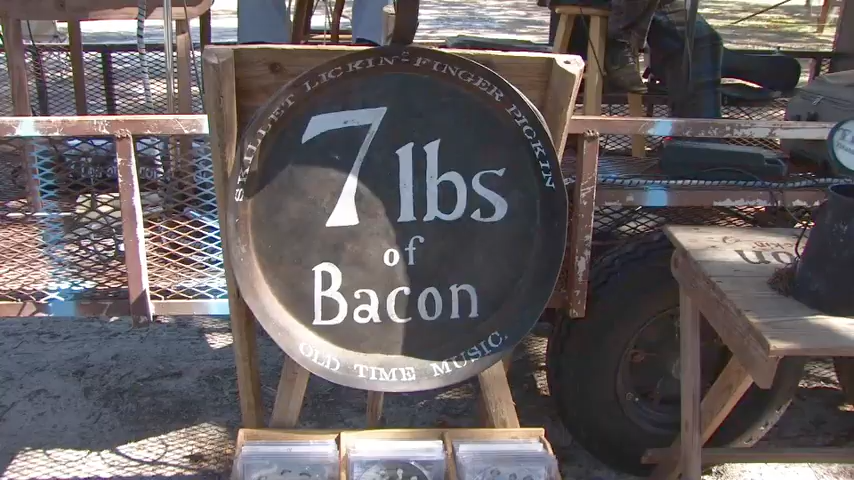 SKILLET LICKIN' FINGER PICKIN
7 lbs
of
Bacon
OLD TIME MUSIC.